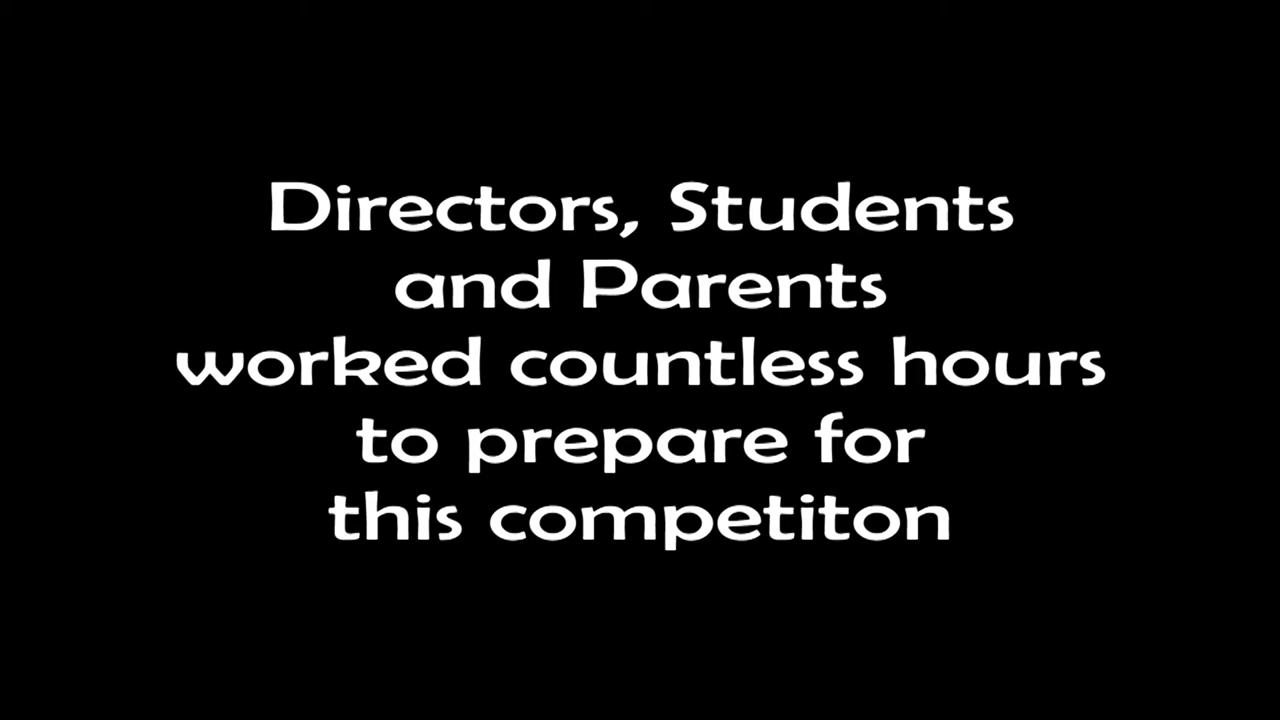 Directors, Students
and Parents
worked countless hours
to prepare for
this competiton